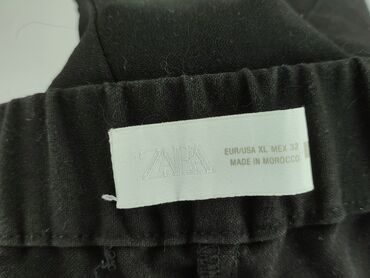 ZARA
EUR/USA XL MEX 32
MADE IN MOROCCO